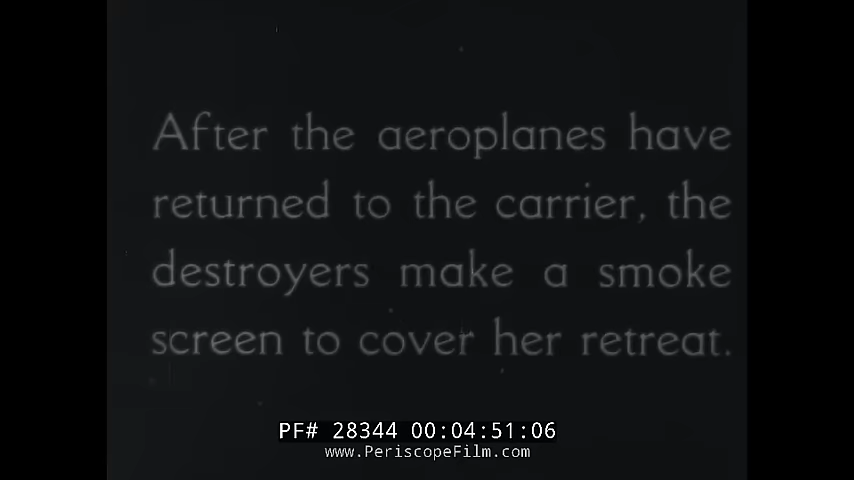 After the aeroplanes have
returned to the carrier, the
destroyers make a smoke
screen to cover her retreat.
PF# 28344 00:04:51:06
www.PeriscopeFilm.com